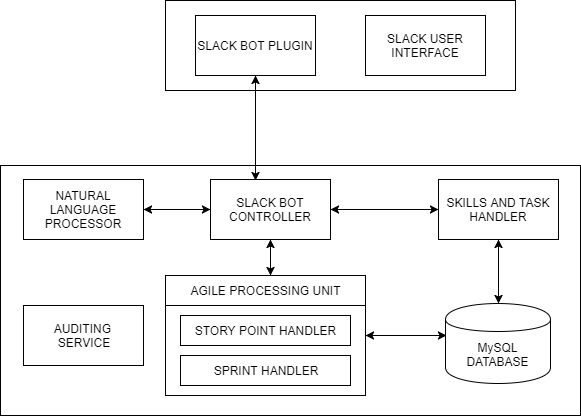 SLACK BOT PLUGIN
SLACK USER
INTERFACE
NATURAL
LANGUAGE
PROCESSOR
SLACK BOT
CONTROLLER
SKILLS AND TASK
HANDLER
AGILE PROCESSING UNIT
STORY POINT HANDLER
SPRINT HANDLER
AUDITING
SERVICE
MySQL
DATABASE